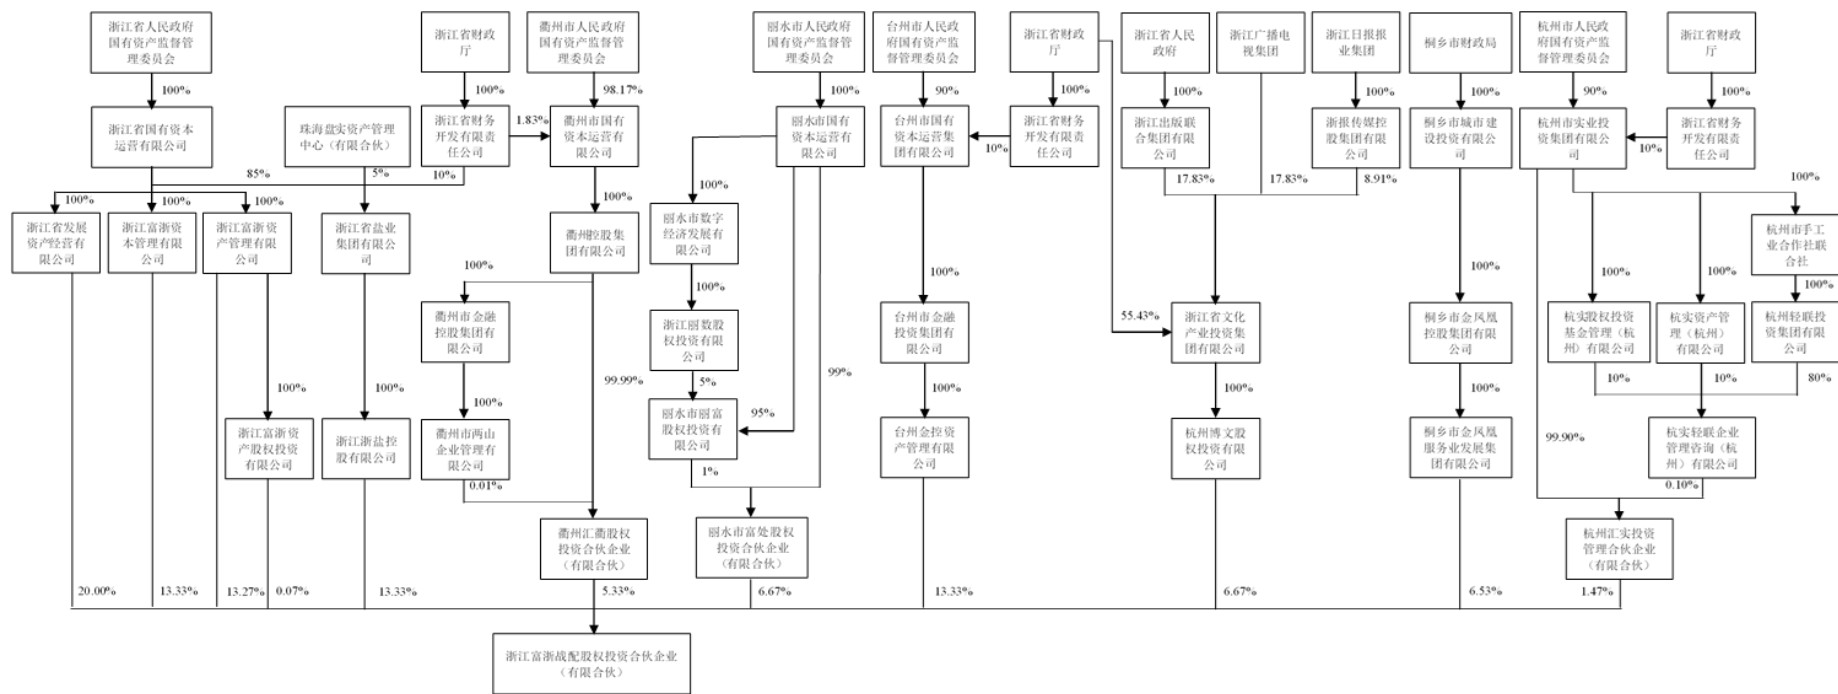 浙江省人民政府
国有资产监督管
理委员会
浙江省财政
厅
衢州市人民政府
国有资产监督管
理委员会
丽水市人民政府
国有资产监督管
理委员会
台州市人民政
府国有资产监
督管理委员会
浙江省财政
厅
浙江省人民
政府
浙江广播电
视集团
浙江日报报
业集团
桐乡市财政局
杭州市人民政
府国有资产监
督管理委员会
浙江省财政
厅
100%
100%
98.17%
100%
90%
100%
100%
100%
100%
90%
100%
浙江省国有资本
运营有限公司
珠海盘实资产管理
中心（有限合伙）
浙江省财务
开发有限责
任公司
1.83%
衢州市国有
资本运营有
限公司
丽水市国有
资本运营有
限公司
台州市国有
资本运营集
团有限公司
10%
浙江省财务
开发有限责
任公司
浙江出版联
合集团有限
公司
浙报传媒控
股集团有限
公司
桐乡市城市建
设投资有限公
司
杭州市实业投
资集团有限公
司
10%
浙江省财务
开发有限责
任公司
85%
5%
10%
17.83%
17.83%
8.91%
100%
100%
100%
100%
100%
100%
浙江省发展
资产经营有
限公司
浙江富浙资
本管理有限
公司
浙江富浙资
产管理有限
公司
浙江省盐业
集团有限公
司
衢州控股集
团有限公司
丽水市数字
经济发展有
限公司
杭州市手工
业合作社联
合社
100%
100%
100%
100%
100%
100%
100%
衢州市金融
控股集团有
限公司
浙江丽数股
权投资有限
公司
台州市金融
投资集团有
限公司
55.43%
浙江省文化
产业投资集
团有限公司
桐乡市金凤凰
控股集团有限
公司
杭实股权投资
基金管理（杭
州）有限公司
杭实资产管
理（杭州）
有限公司
杭州轻联投
资集团有限
公司
100%
100%
100%
99.99%
5%
99%
100%
100%
100%
10%
10%
80%
浙江富浙资
产股权投资
有限公司
浙江浙盐控
股有限公司
衢州市两山
企业管理有
限公司
丽水市丽富
股权投资有
限公司
95%
台州金控资
产管理有限
公司
杭州博文股
权投资有限
公司
桐乡市金凤凰
服务业发展集
团有限公司
99.90%
杭实轻联企业
管理咨询（杭
州）有限公司
0.01%
1%
0.10%
衢州汇衢股权
投资合伙企业
（有限合伙）
丽水市富处股权
投资合伙企业
（有限合伙）
杭州汇实投资
管理合伙企业
（有限合伙）
20.00%
13.33%
13.27%
0.07%
13.33%
5.33%
6.67%
13.33%
6.67%
6.53%
1.47%
浙江富浙战配股权投资合伙企业
（有限合伙）